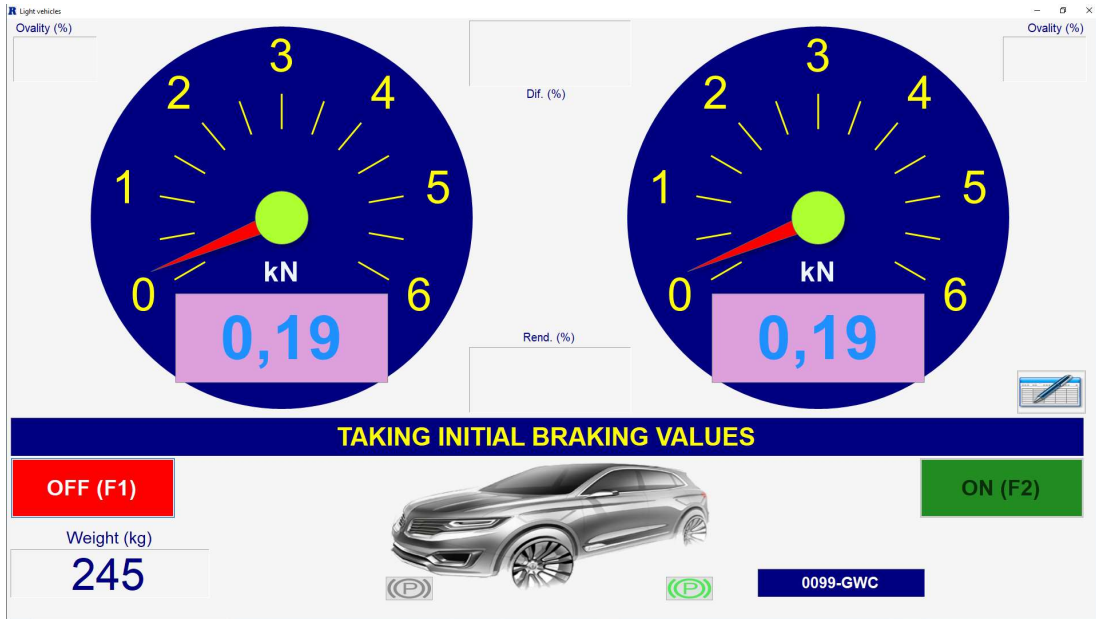 R Light vehicles
Ovality (%)
Ovality (%)
Dif. (%)
0
1
2
3
4
5
6
kN
0,19
0
1
2
3
4
5
6
kN
0,19
Rend. (%)
TAKING INITIAL BRAKING VALUES
OFF (F1)
ON (F2)
Weight (kg)
245
(P)
(P)
0099-GWC